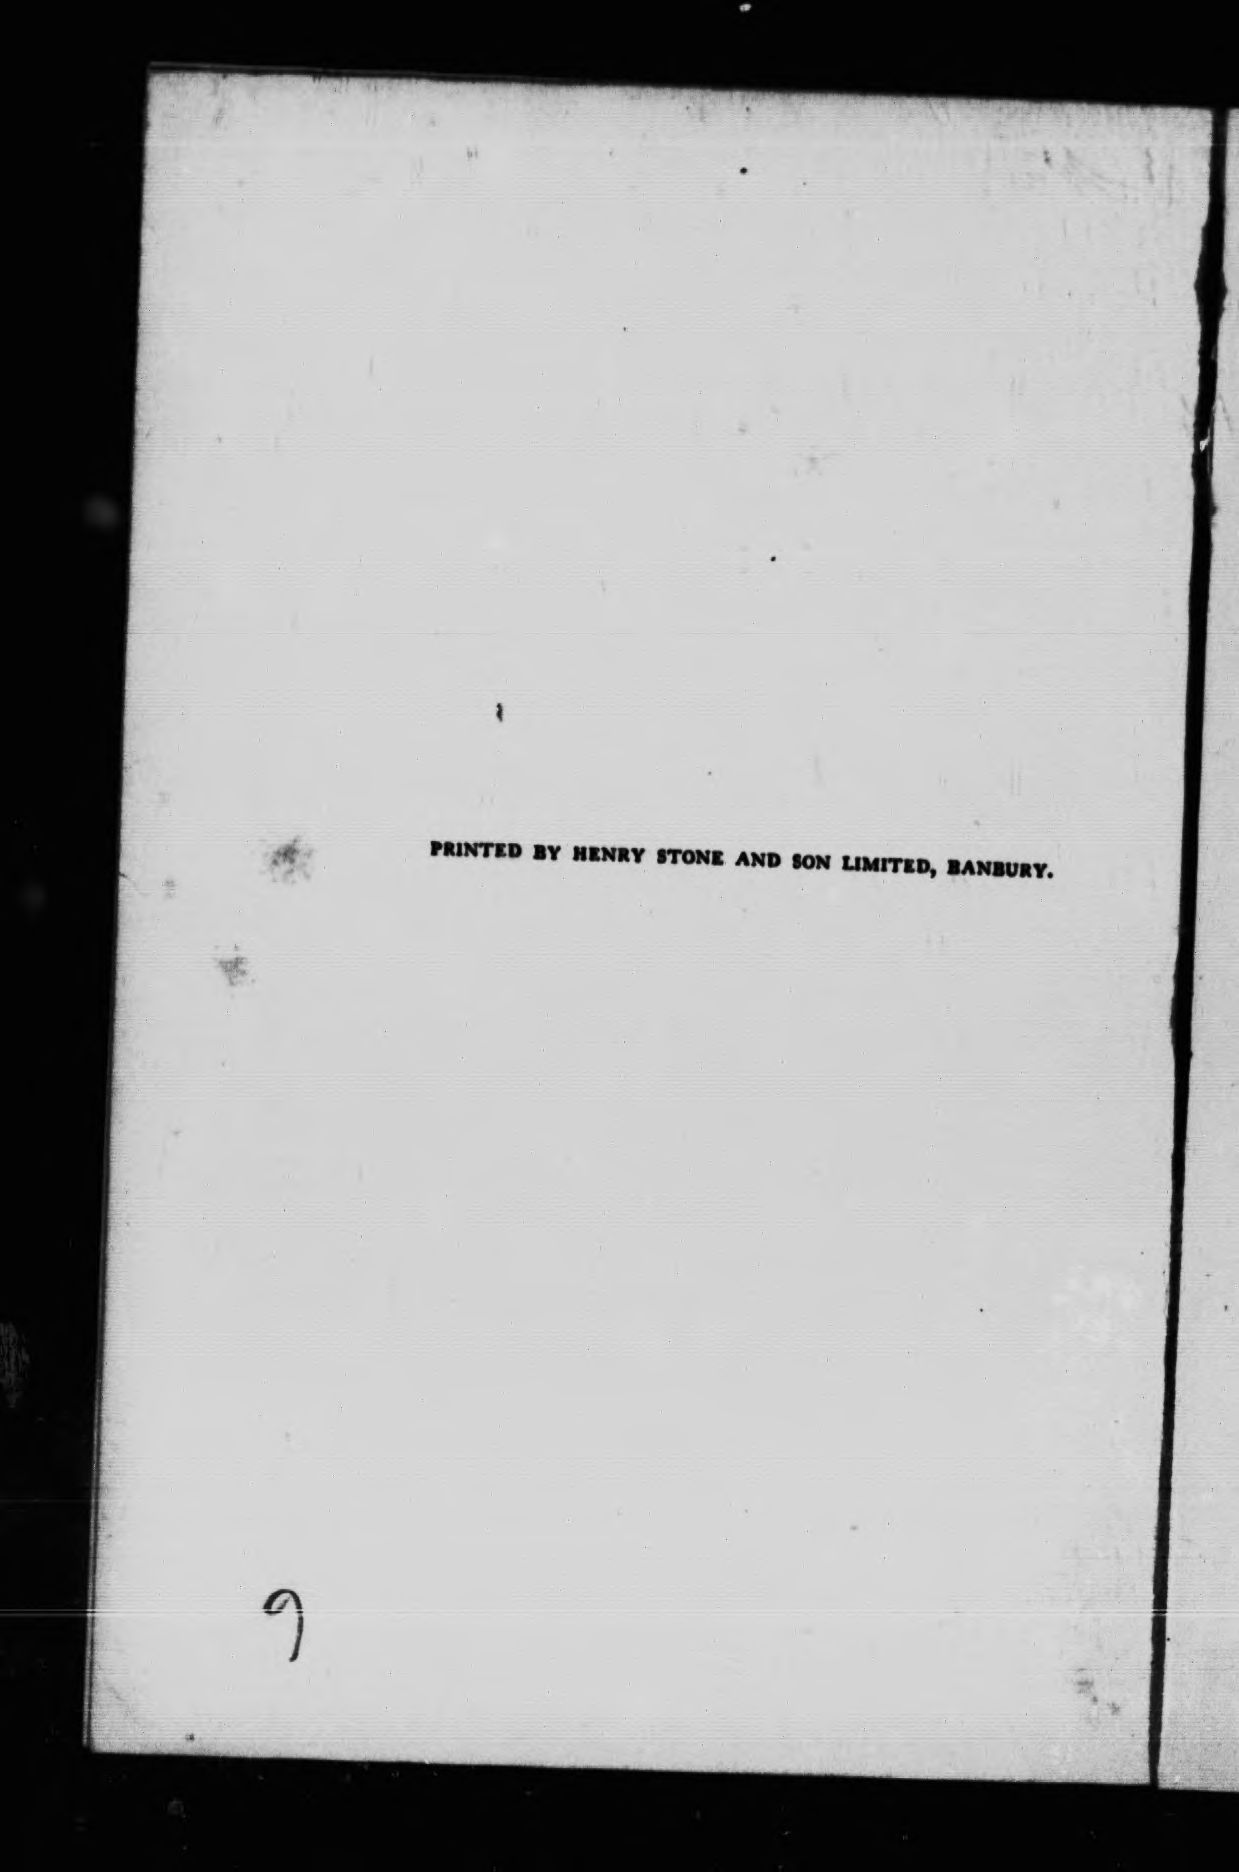 PRINTED BY HENRY STONE AND SON LIMITED, BANBURY.
9